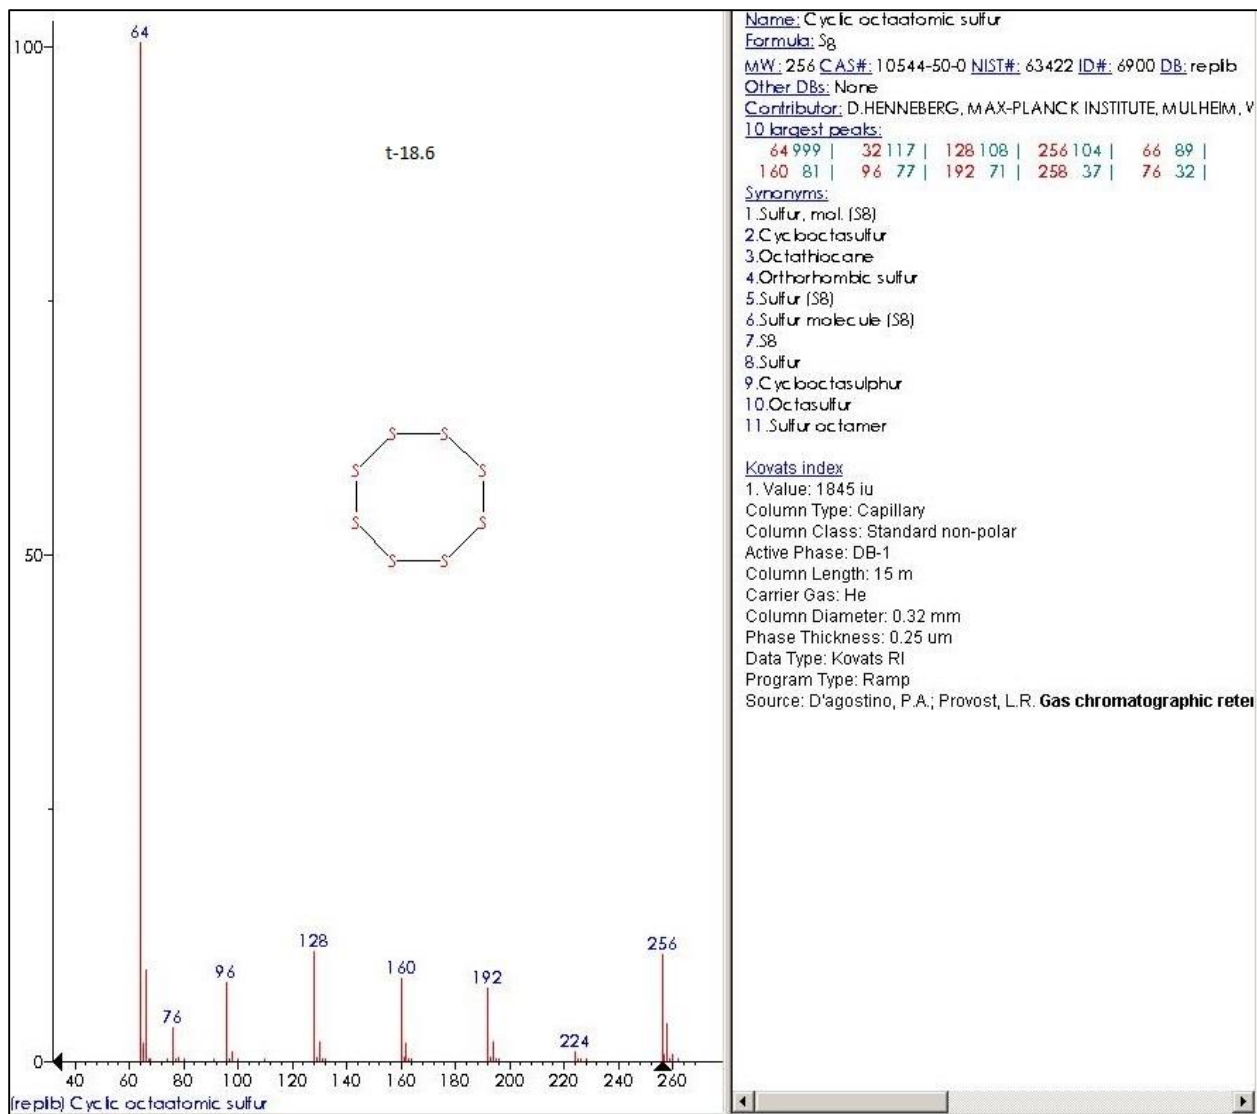 100
64
t-18.6
50
S S
S S
S S
S S
76
96
128
160
192
224
256
0
40 60 80 100 120 140 160 180 200 220 240 260
(replib) Cyclic octaatomic sulfur
Name: Cyclic octaatomic sulfur
Formula: S8
MW: 256 CAS#: 10544-50-0 NIST#: 63422 ID#: 6900 DB: replib
Other DBs: None
Contributor: D.HENNEBERG, MAX-PLANCK INSTITUTE, MULHEIM,
10 largest peaks:
64 999 | 32 117 | 128 108 | 256 104 | 66 89 |
160 81 | 96 77 | 192 71 | 258 37 | 76 32 |
Synonyms:
1.Sulfur, mol. (S8)
2.Cyclooctasulfur
3.Octathiocane
4.Orthorhombic sulfur
5.Sulfur (S8)
6.Sulfur molecule (S8)
7.S8
8.Sulfur
9.Cyclooctasulphur
10.Octasulfur
11.Sulfur octamer
Kovats index
1. Value: 1845 iu
Column Type: Capillary
Column Class: Standard non-polar
Active Phase: DB-1
Column Length: 15 m
Carrier Gas: He
Column Diameter: 0.32 mm
Phase Thickness: 0.25 um
Data Type: Kovats RI
Program Type: Ramp
Source: D'agostino, P.A.; Provost, L.R. Gas chromatographic